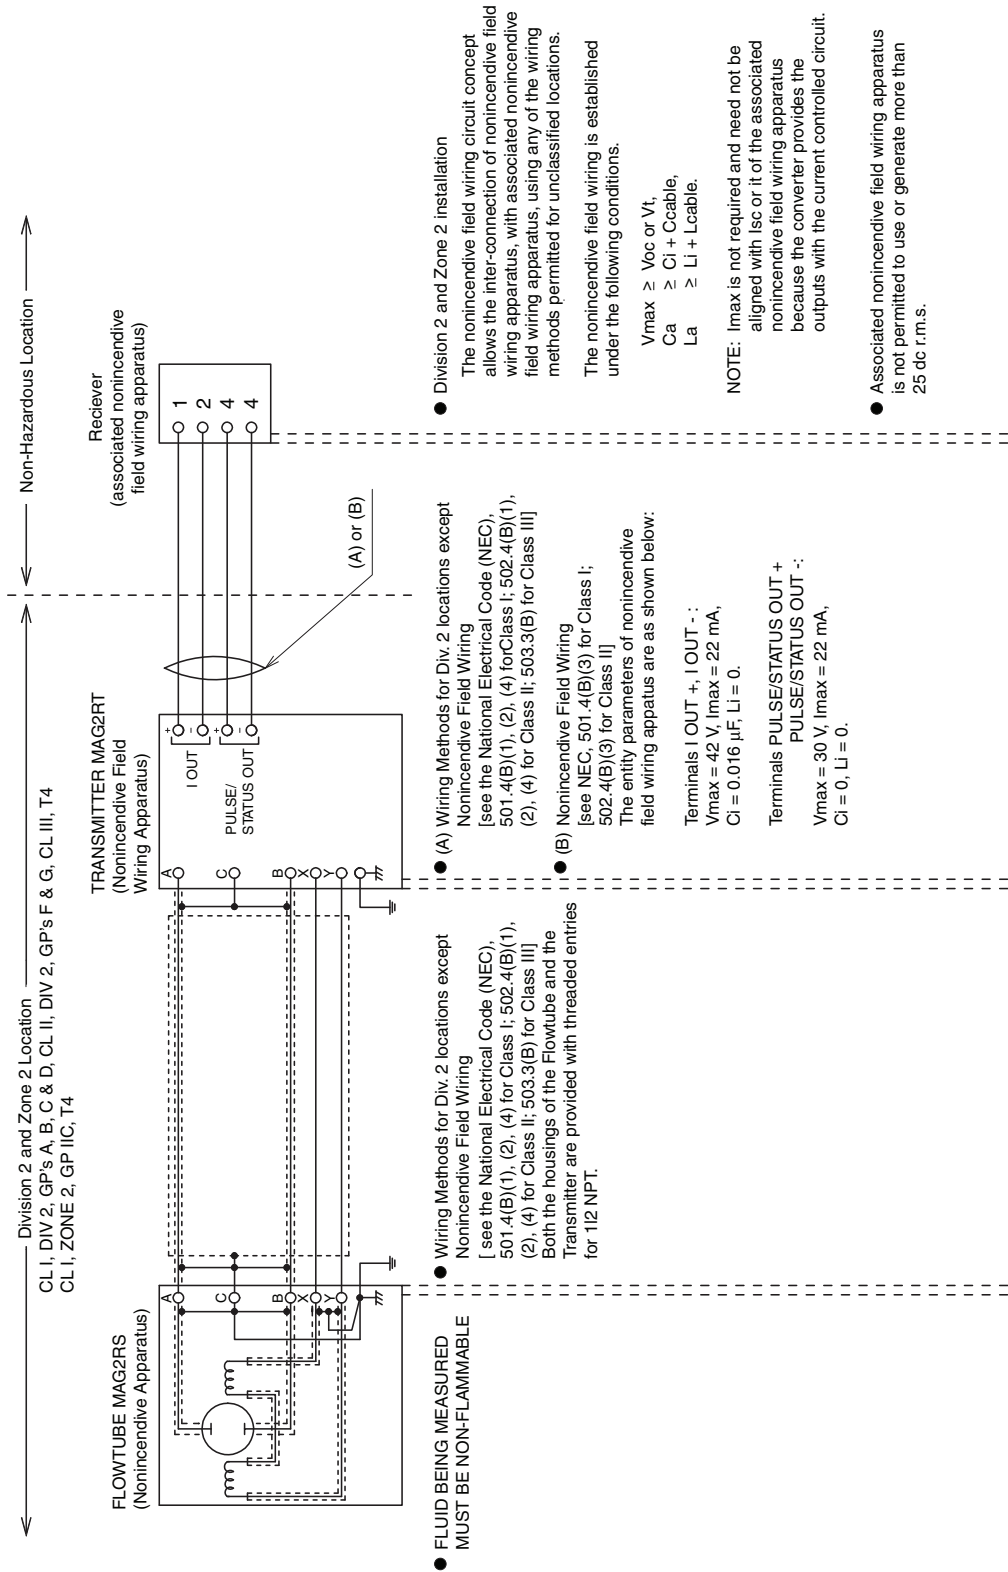 Division 2 and Zone 2 Location
CL I, DIV 2, GP's A, B, C & D, CL II, DIV 2, GP's F & G, CL III, T4
CL I, ZONE 2, GP IIC, T4
Non-Hazardous Location
FLOWTUBE MAG2RS
(Nonincendive Apparatus)
A
C
B
X
Y
TRANSMITTER MAG2RT
(Nonincendive Field
Wiring Apparatus)
A
C
B
X
Y
+
I OUT
-
+
PULSE/
STATUS OUT
-
Reciever
(associated nonincendive
field wiring apparatus)
1
2
4
4
(A) or (B)
● FLUID BEING MEASURED
MUST BE NON-FLAMMABLE
● Wiring Methods for Div. 2 locations except
Nonincendive Field Wiring
[ see the National Electrical Code (NEC),
501.4(B)(1), (2), (4) for Class I; 502.4(B)(1),
(2), (4) for Class II; 503.3(B) for Class III]
Both the housings of the Flowtube and the
Transmitter are provided with threaded entries
for 1I2 NPT.
● (A) Wiring Methods for Div. 2 locations except
Nonincendive Field Wiring
[see the National Electrical Code (NEC),
501.4(B)(1), (2), (4) forClass I; 502.4(B)(1),
(2), (4) for Class II; 503.3(B) for Class III]
● (B) Nonincendive Field Wiring
[see NEC, 501.4(B)(3) for Class I;
502.4(B)(3) for Class II]
The entity parameters of nonincendive
field wiring appatus are as shown below:
Terminals I OUT +, I OUT - :
Vmax = 42 V, Imax = 22 mA,
Ci = 0.016 µF, Li = 0.
Terminals PULSE/STATUS OUT +
PULSE/STATUS OUT -:
Vmax = 30 V, Imax = 22 mA,
Ci = 0, Li = 0.
● Division 2 and Zone 2 installation
The nonincendive field wiring circuit concept
allows the inter-connection of nonincendive field
wiring apparatus, with associated nonincendive
field wiring apparatus, using any of the wiring
methods permitted for unclassified locations.
The nonincendive field wiring is established
under the following conditions.
Vmax ≥ Voc or Vt,
Ca ≥ Ci + Ccable,
La ≥ Li + Lcable.
NOTE: Imax is not required and need not be
aligned with Isc or it of the associated
nonincendive field wiring apparatus
because the converter provides the
outputs with the current controlled circuit.
● Associated nonincendive field wiring apparatus
is not permitted to use or generate more than
25 dc r.m.s.